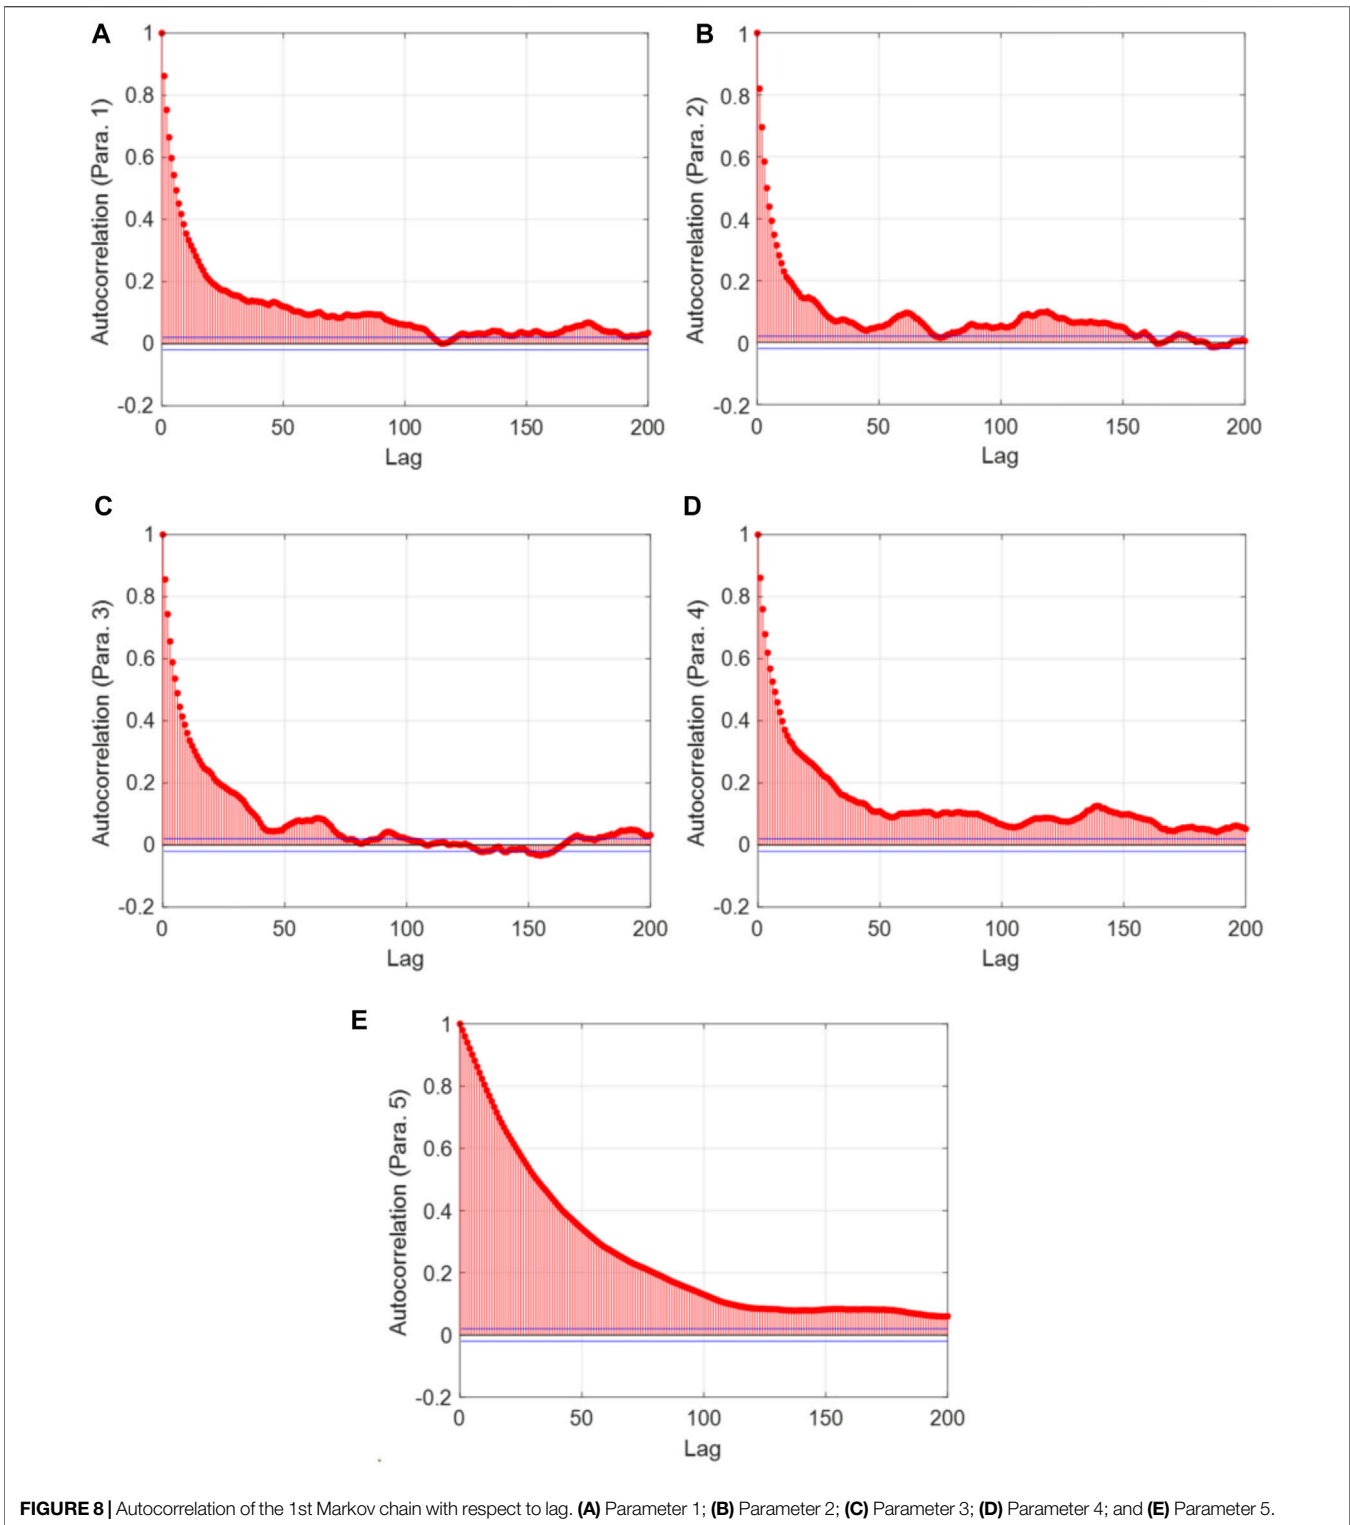 A
1
0.8
0.6
0.4
0.2
0
-0.2
0 50 100 150 200
Lag
Autocorrelation (Para. 1)
B
1
0.8
0.6
0.4
0.2
0
-0.2
0 50 100 150 200
Lag
Autocorrelation (Para. 2)
C
1
0.8
0.6
0.4
0.2
0
-0.2
0 50 100 150 200
Lag
Autocorrelation (Para. 3)
D
1
0.8
0.6
0.4
0.2
0
-0.2
0 50 100 150 200
Lag
Autocorrelation (Para. 4)
E
1
0.8
0.6
0.4
0.2
0
-0.2
0 50 100 150 200
Lag
Autocorrelation (Para. 5)
FIGURE 8 | Autocorrelation of the 1st Markov chain with respect to lag. (A) Parameter 1; (B) Parameter 2; (C) Parameter 3; (D) Parameter 4; and (E) Parameter 5.